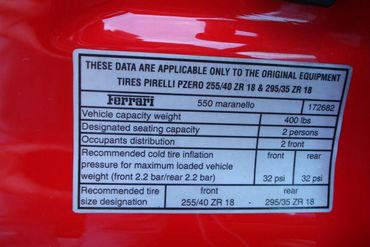 THESE DATA ARE APPLICABLE ONLY TO THE ORIGINAL EQUIPMENT
TIRES PIRELLI PZERO 255/40 ZR 18 & 295/35 ZR 18
Ferrari 550 maranello 172682
Vehicle capacity weight 400 lbs
Designated seating capacity 2 persons
Occupants distribution 2 front
Recommended cold tire inflation front rear
pressure for maximum loaded vehicle
weight (front 2.2 bar/rear 2.2 bar) 32 psi 32 psi
Recommended tire front rear
size designation 255/40 ZR 18 - 295/35 ZR 18